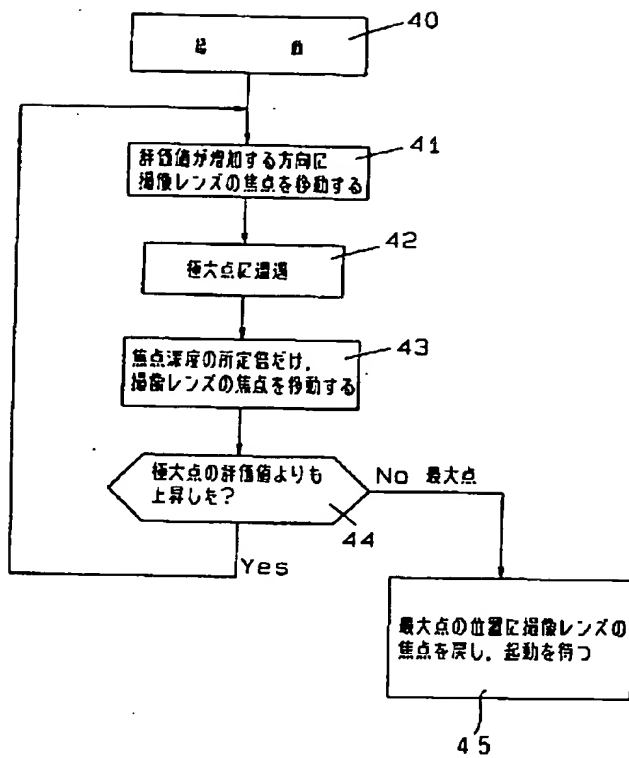 起動
40
評価値が増加する方向に
撮像レンズの焦点を移動する
41
極大点に遭遇
42
焦点深度の所定倍だけ,
撮像レンズの焦点を移動する
43
極大点の評価値よりも
上昇した?
44
No 最大点
Yes
最大点の位置に撮像レンズの
焦点を戻し, 起動を待つ
45